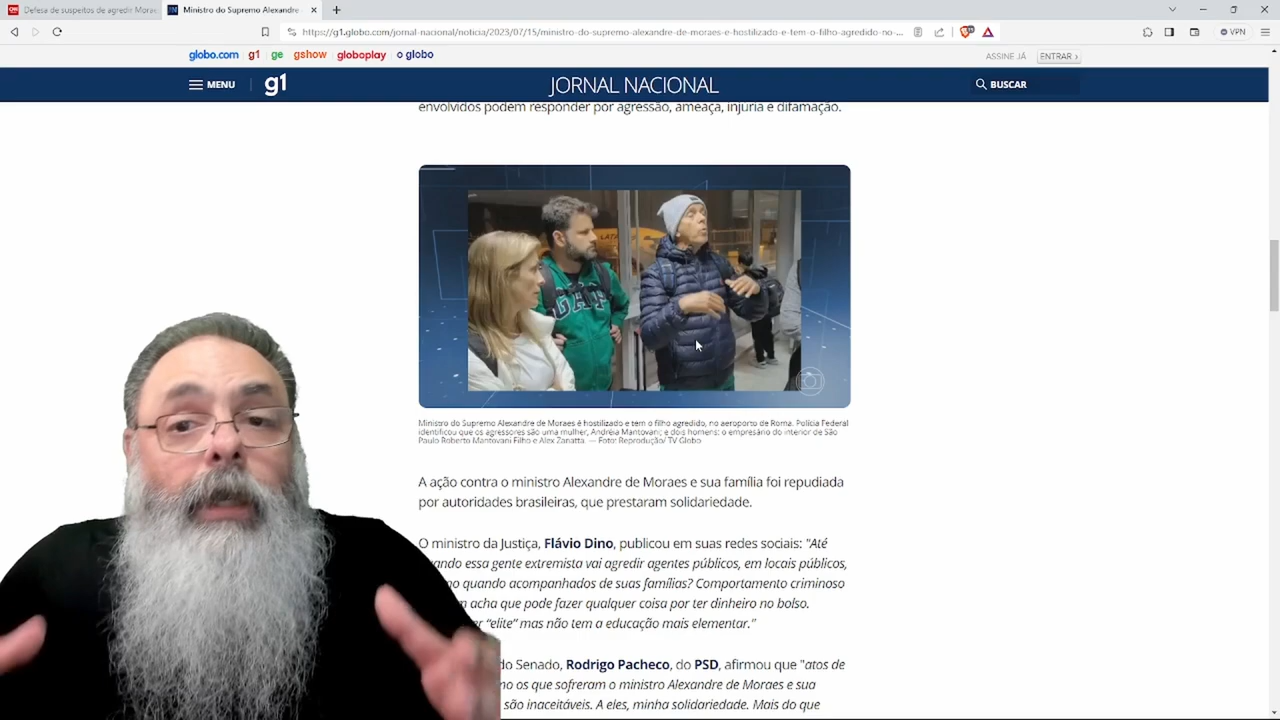 Defesa de suspeitos de agredir Morae
Ministro do Supremo Alexandre
https://g1.globo.com/jornal-nacional/noticia/2023/07/15/ministro-do-supremo-alexandre-de-moraes-e-hostilizado-e-tem-o-filho-agredido-no-...
VPN
globo.com g1 ge gshow globoplay o globo
ASSINE JÁ ENTRAR ›
MENU g1 JORNAL NACIONAL BUSCAR
envolvidos podem responder por agressão, ameaça, injúria e difamação.
LATA
GAP
Ministro do Supremo Alexandre de Moraes é hostilizado e tem o filho agredido, no aeroporto de Roma. Polícia Federal
identificou que os agressores são uma mulher, Andréia Mantovani; e dois homens: o empresário do interior de São
Paulo Roberto Mantovani Filho e Alex Zanatta. — Foto: Reprodução/ TV Globo
A ação contra o ministro Alexandre de Moraes e sua família foi repudiada
por autoridades brasileiras, que prestaram solidariedade.
O ministro da Justiça, Flávio Dino, publicou em suas redes sociais: "Até
essa gente extremista vai agredir agentes públicos, em locais públicos,
quando acompanhados de suas famílias? Comportamento criminoso
acha que pode fazer qualquer coisa por ter dinheiro no bolso.
"elite" mas não tem a educação mais elementar."
do Senado, Rodrigo Pacheco, do PSD, afirmou que "atos de
os que sofreram o ministro Alexandre de Moraes e sua
são inaceitáveis. A eles, minha solidariedade. Mais do que